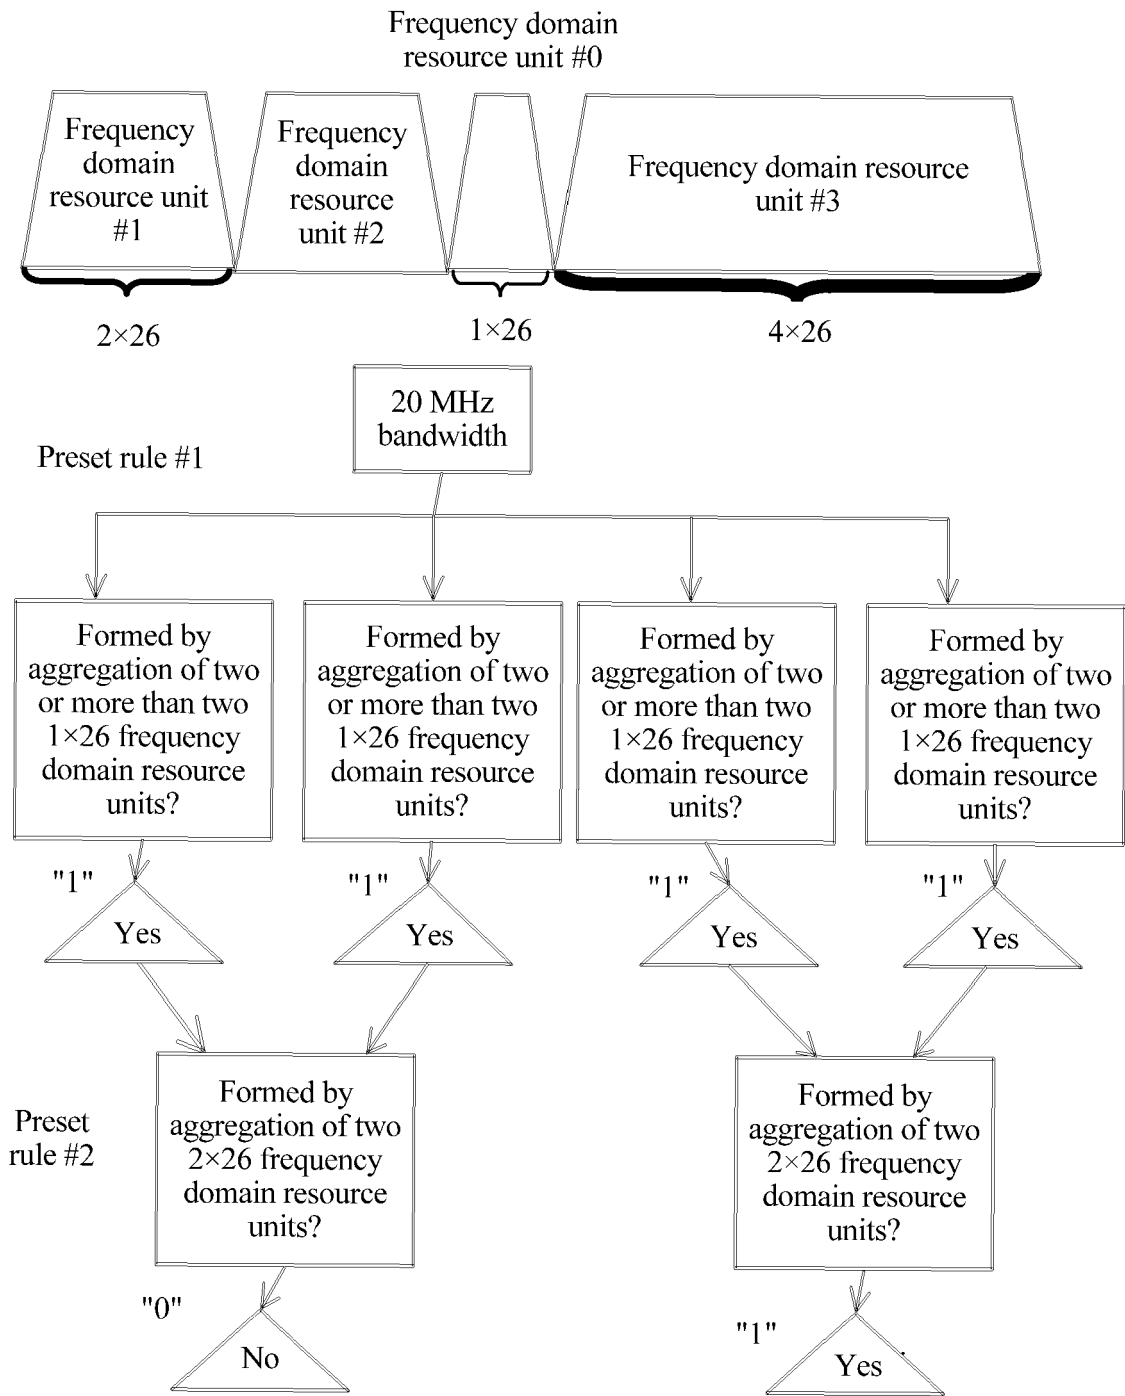 Frequency domain
resource unit #0
Frequency
domain
resource unit
#1
Frequency
domain
resource
unit #2
Frequency domain resource
unit #3
2×26
1×26
4×26
20 MHz
bandwidth
Preset rule #1
Formed by
aggregation of two
or more than two
1×26 frequency
domain resource
units?
Formed by
aggregation of two
or more than two
1×26 frequency
domain resource
units?
Formed by
aggregation of two
or more than two
1×26 frequency
domain resource
units?
Formed by
aggregation of two
or more than two
1×26 frequency
domain resource
units?
"1"
Yes
"1"
Yes
"1"
Yes
"1"
Yes
Preset
rule #2
Formed by
aggregation of two
2×26 frequency
domain resource
units?
Formed by
aggregation of two
2×26 frequency
domain resource
units?
"0"
No
"1"
Yes